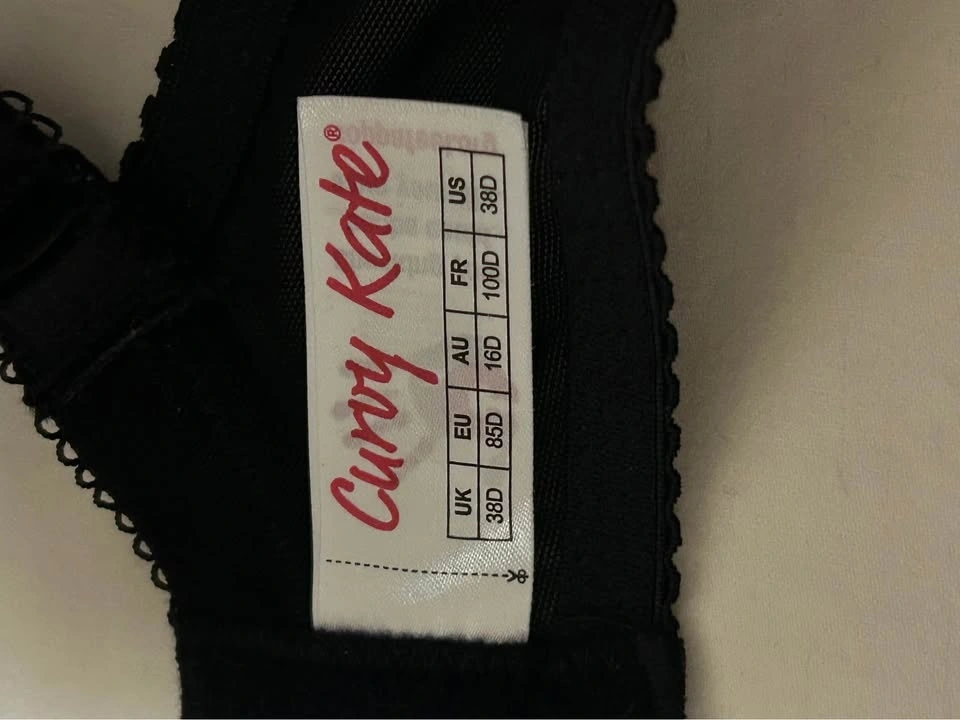 Curvy Kate®
UK EU AU FR US
38D 85D 16D 100D 38D